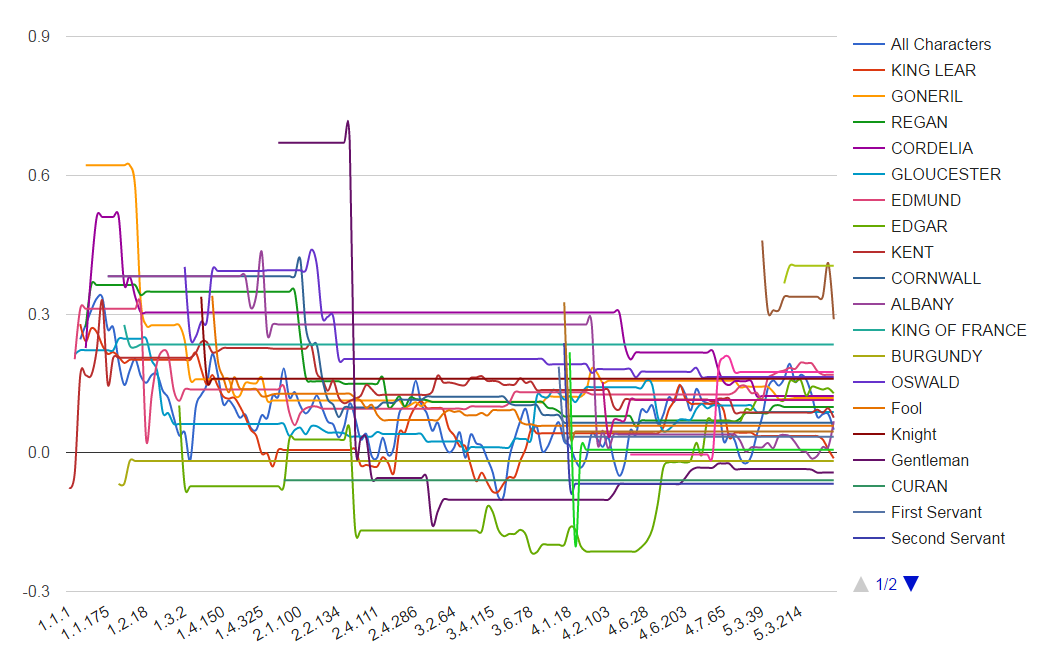 0.9
0.6
0.3
0.0
-0.3
1.1.1
1.1.175
1.2.18
1.3.2
1.4.150
1.4.325
2.1.100
2.2.134
2.4.111
2.4.286
3.2.64
3.4.115
3.6.78
4.1.18
4.2.103
4.6.28
4.6.203
4.7.65
5.3.39
5.3.214
All Characters
KING LEAR
GONERIL
REGAN
CORDELIA
GLOUCESTER
EDMUND
EDGAR
KENT
CORNWALL
ALBANY
KING OF FRANCE
BURGUNDY
OSWALD
Fool
Knight
Gentleman
CURAN
First Servant
Second Servant
1/2